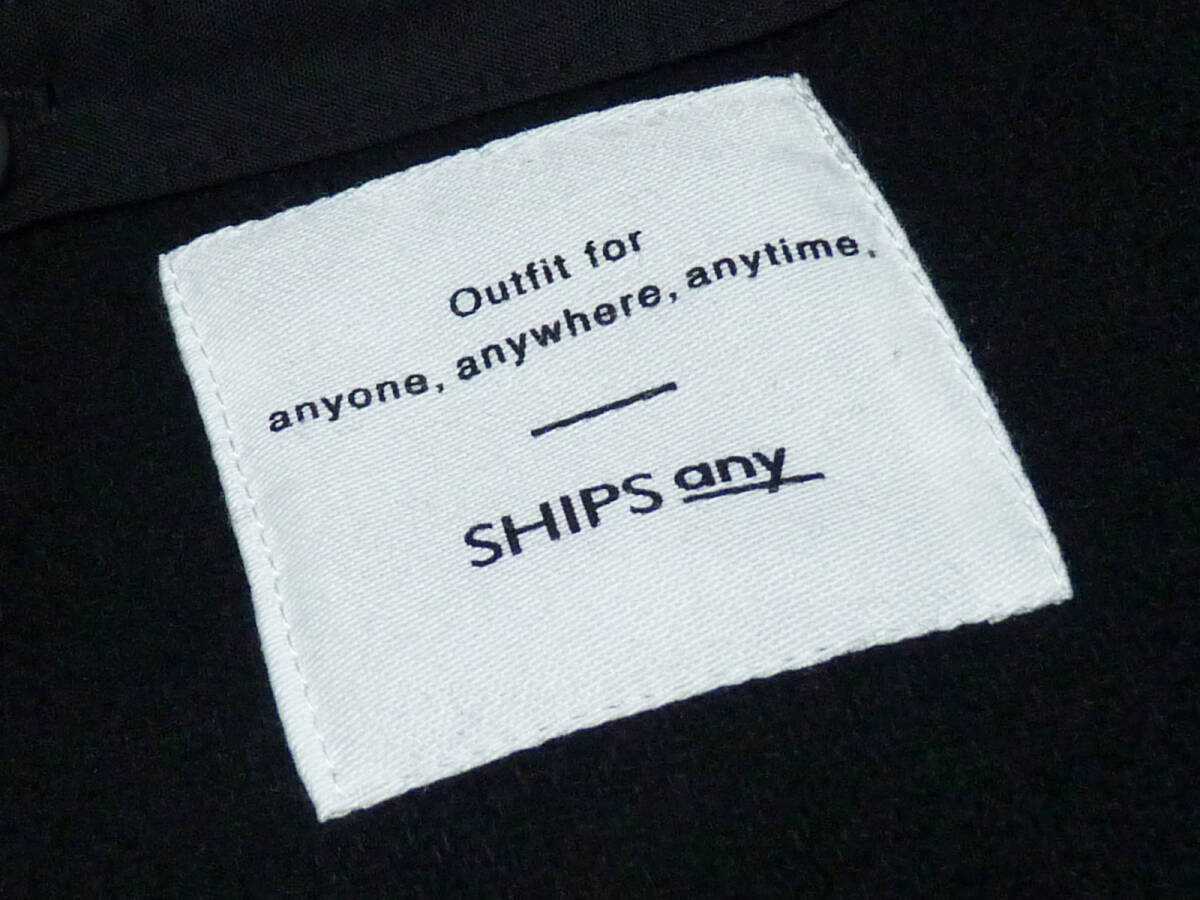 Outfit for
anyone, anywhere, anytime.
SHIPS any